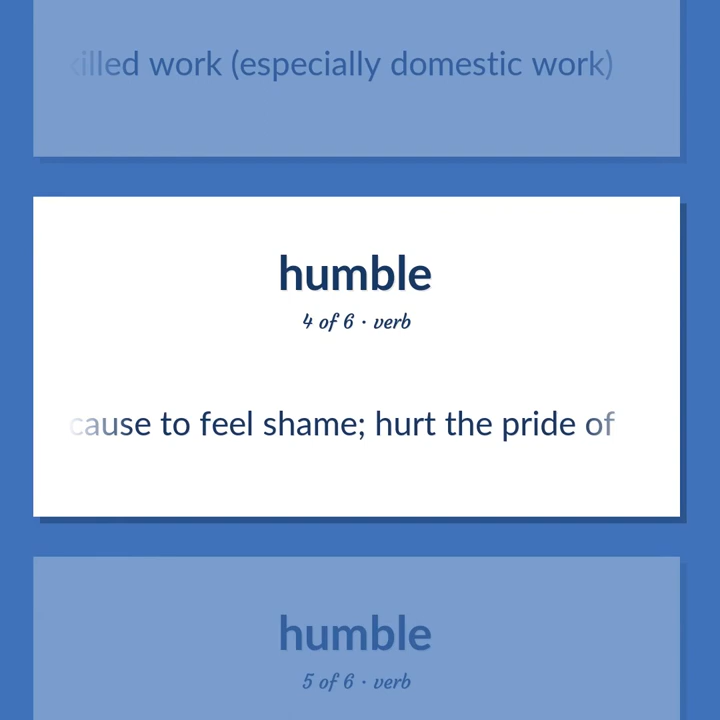 work (especially domestic work)
humble
4 of 6 · verb
cause to feel shame; hurt the pride of
humble
5 of 6 · verb